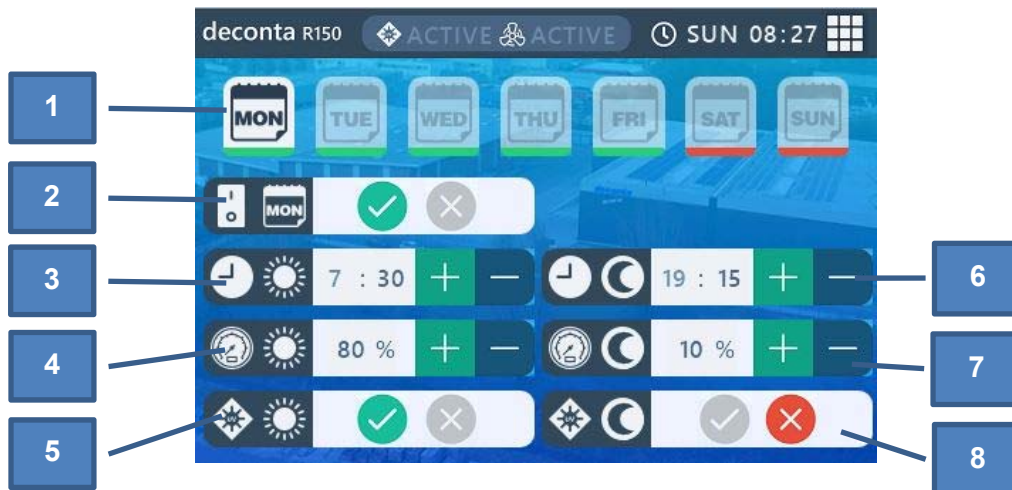 deconta R150 ACTIVE ACTIVE SUN 08:27
1 MON TUE WED THU FRI SAT SUN
2 MON
3 7 : 30 + − 19 : 15 + − 6
4 80 % + − 10 % + − 7
5 8